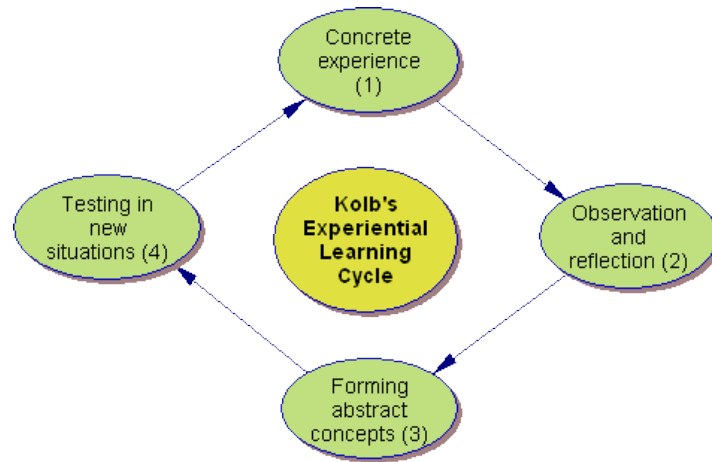 Concrete
experience
(1)
Observation
and
reflection (2)
Forming
abstract
concepts (3)
Testing in
new
situations (4)
Kolb's
Experiential
Learning
Cycle